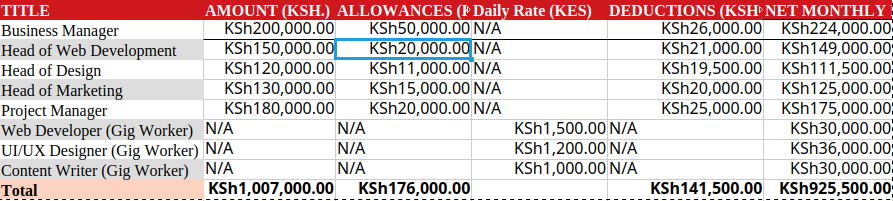 TITLE AMOUNT (KSH.) ALLOWANCES ( Daily Rate (KES) DEDUCTIONS (KSH NET MONTHLY
Business Manager KSh200,000.00 KSh50,000.00 N/A KSh26,000.00 KSh224,000.00
Head of Web Development KSh150,000.00 KSh20,000.00 N/A KSh21,000.00 KSh149,000.00
Head of Design KSh120,000.00 KSh11,000.00 N/A KSh19,500.00 KSh111,500.00
Head of Marketing KSh130,000.00 KSh15,000.00 N/A KSh20,000.00 KSh125,000.00
Project Manager KSh180,000.00 KSh20,000.00 N/A KSh25,000.00 KSh175,000.00
Web Developer (Gig Worker) N/A N/A KSh1,500.00 N/A KSh30,000.00
UI/UX Designer (Gig Worker) N/A N/A KSh1,200.00 N/A KSh36,000.00
Content Writer (Gig Worker) N/A N/A KSh1,000.00 N/A KSh30,000.00
Total KSh1,007,000.00 KSh176,000.00 KSh141,500.00 KSh925,500.00